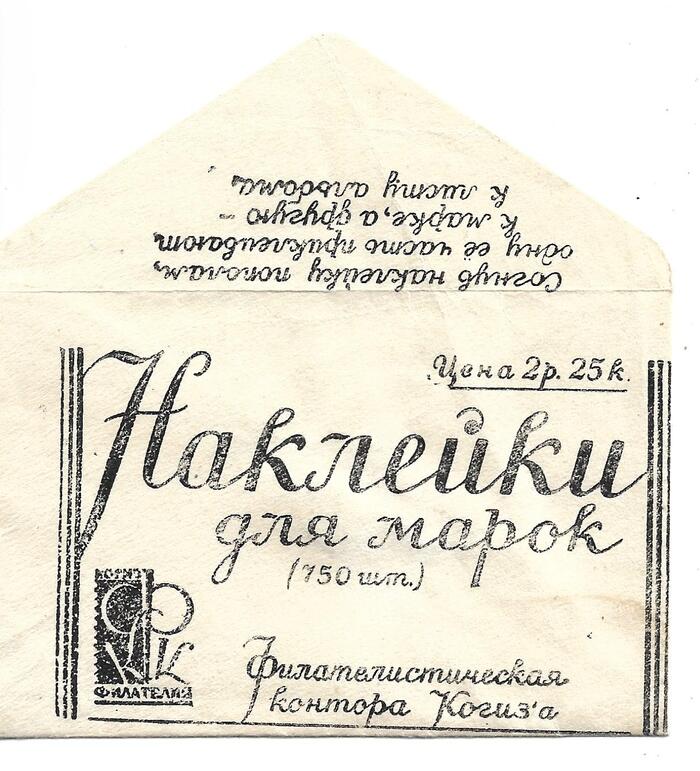 Согнув наклейку пополам,
одну её часть приклеивают
к марке, а другую –
к листу альбома.
Цена 2р. 25к.
Наклейки
для марок
(750 шт.)
КОГИЗ
ФК
ФИЛАТЕЛИЯ
Филателистическая
контора Когиз'а